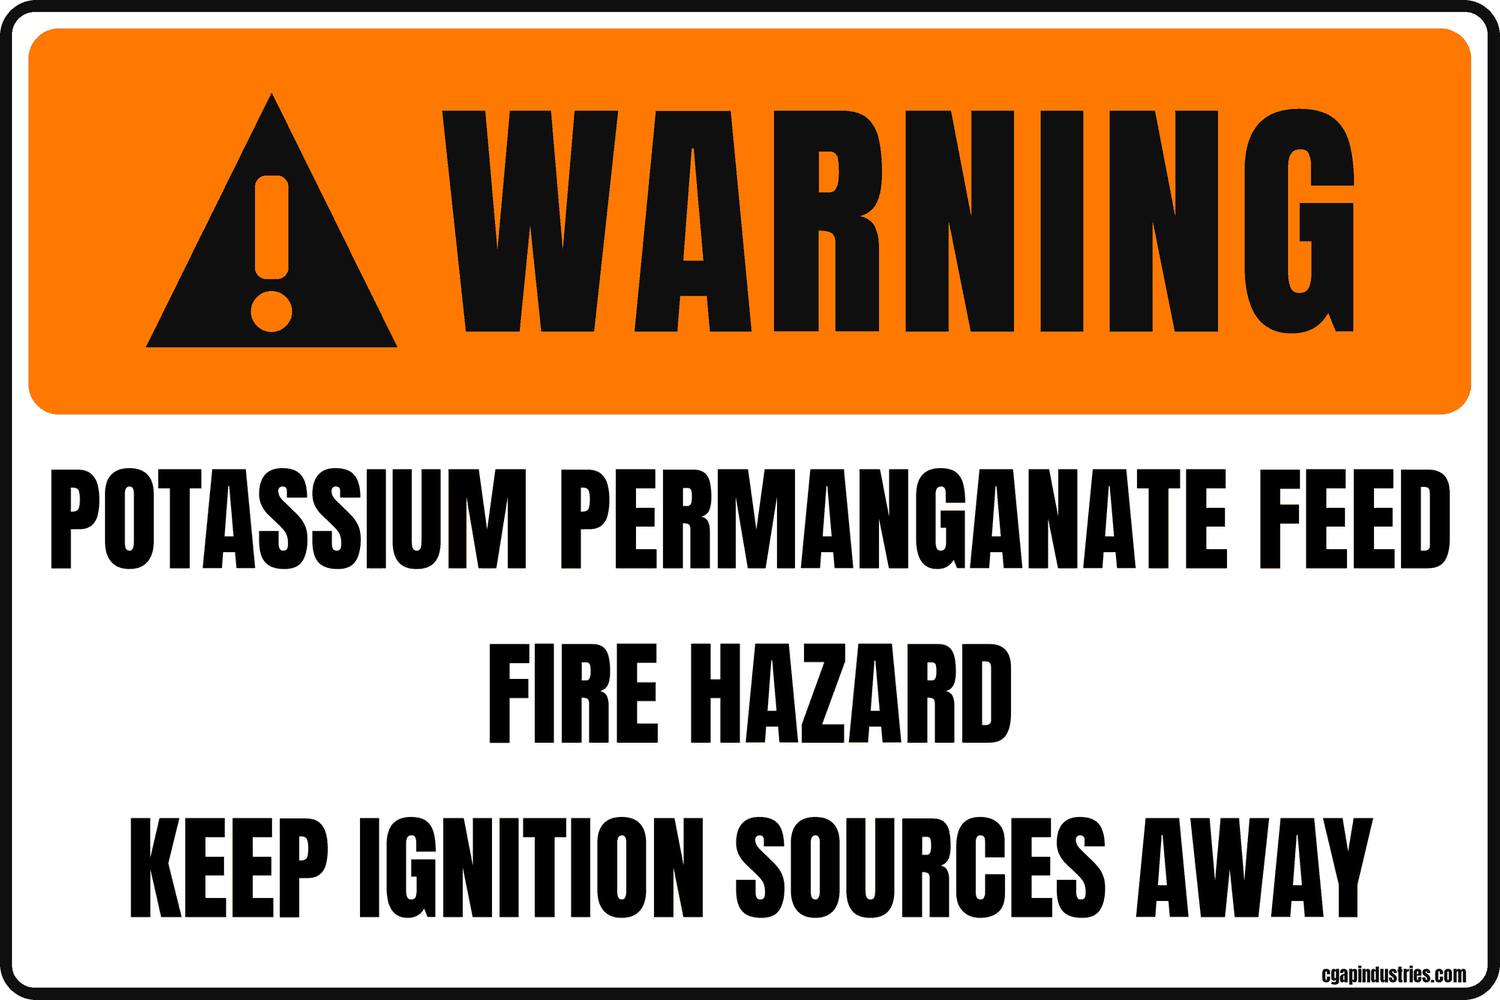 WARNING
POTASSIUM PERMANGANATE FEED
FIRE HAZARD
KEEP IGNITION SOURCES AWAY
cgapindustries.com